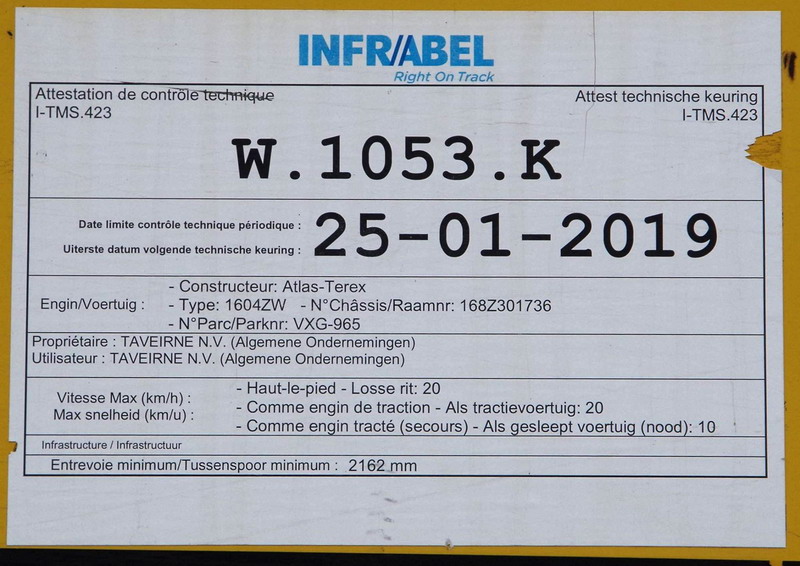 INFRABEL
Right On Track
Attestation de contrôle technique Attest technische keuring
I-TMS.423 I-TMS.423
W.1053.K
Date limite contrôle technique périodique :
Uiterste datum volgende technische keuring : 25-01-2019
Engin/Voertuig :
- Constructeur: Atlas-Terex
- Type: 1604ZW - N°Châssis/Raamnr: 168Z301736
- N°Parc/Parknr: VXG-965
Propriétaire : TAVEIRNE N.V. (Algemene Ondernemingen)
Utilisateur : TAVEIRNE N.V. (Algemene Ondernemingen)
Vitesse Max (km/h) :
Max snelheid (km/u) :
- Haut-le-pied - Losse rit: 20
- Comme engin de traction - Als tractievoertuig: 20
- Comme engin tracté (secours) - Als gesleept voertuig (nood): 10
Infrastructure / Infrastructuur
Entrevoie minimum/Tussenspoor minimum : 2162 mm